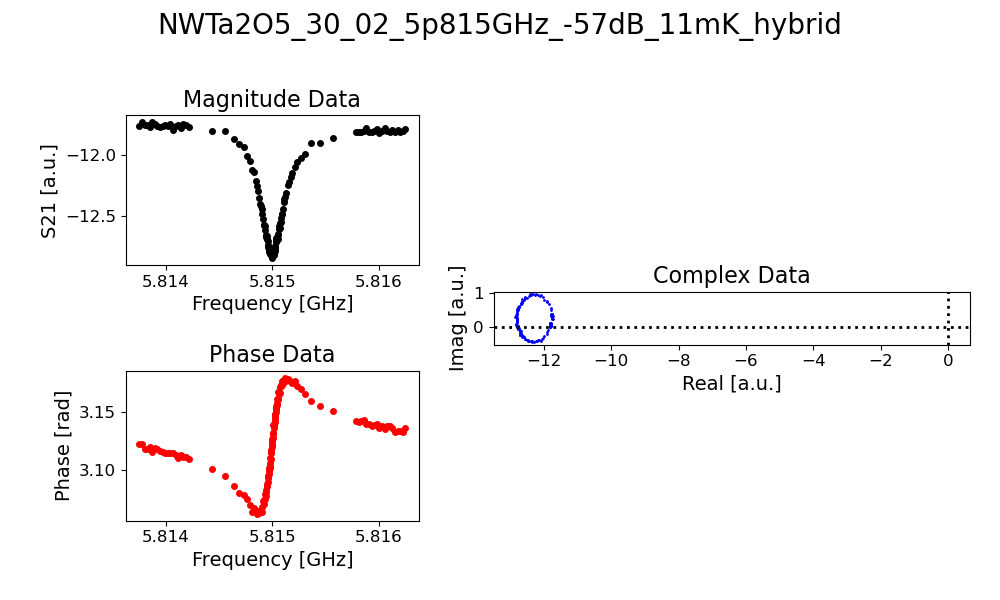 NWTa2O5_30_02_5p815GHz_-57dB_11mK_hybrid
Magnitude Data
S21 [a.u.]
−12.0
−12.5
5.814 5.815 5.816
Frequency [GHz]
Phase Data
Phase [rad]
3.15
3.10
5.814 5.815 5.816
Frequency [GHz]
Complex Data
Imag [a.u.]
1
0
−12 −10 −8 −6 −4 −2 0
Real [a.u.]